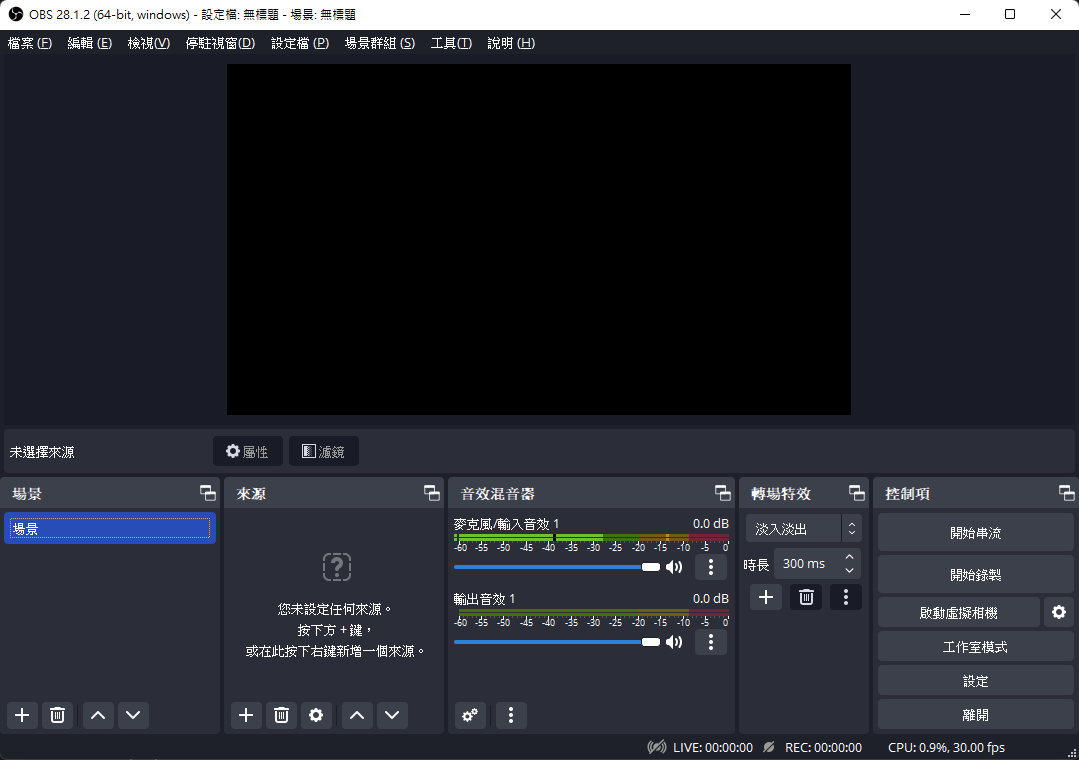 OBS 28.1.2 (64-bit, windows) - 設定檔: 無標題 - 場景: 無標題
檔案 (F) 編輯 (E) 檢視(V) 停駐視窗(D) 設定檔 (P) 場景群組 (S) 工具(T) 說明 (H)
未選擇來源 屬性 濾鏡
場景
場景
來源
您未設定任何來源。
按下方 + 鍵，
或在此按下右鍵新增一個來源。
音效混音器
麥克風/輸入音效 1 0.0 dB
-60 -55 -50 -45 -40 -35 -30 -25 -20 -15 -10 -5 0
輸出音效 1 0.0 dB
-60 -55 -50 -45 -40 -35 -30 -25 -20 -15 -10 -5 0
轉場特效
淡入淡出
時長 300 ms
控制項
開始串流
開始錄製
啟動虛擬相機
工作室模式
設定
離開
LIVE: 00:00:00 REC: 00:00:00 CPU: 0.9%, 30.00 fps